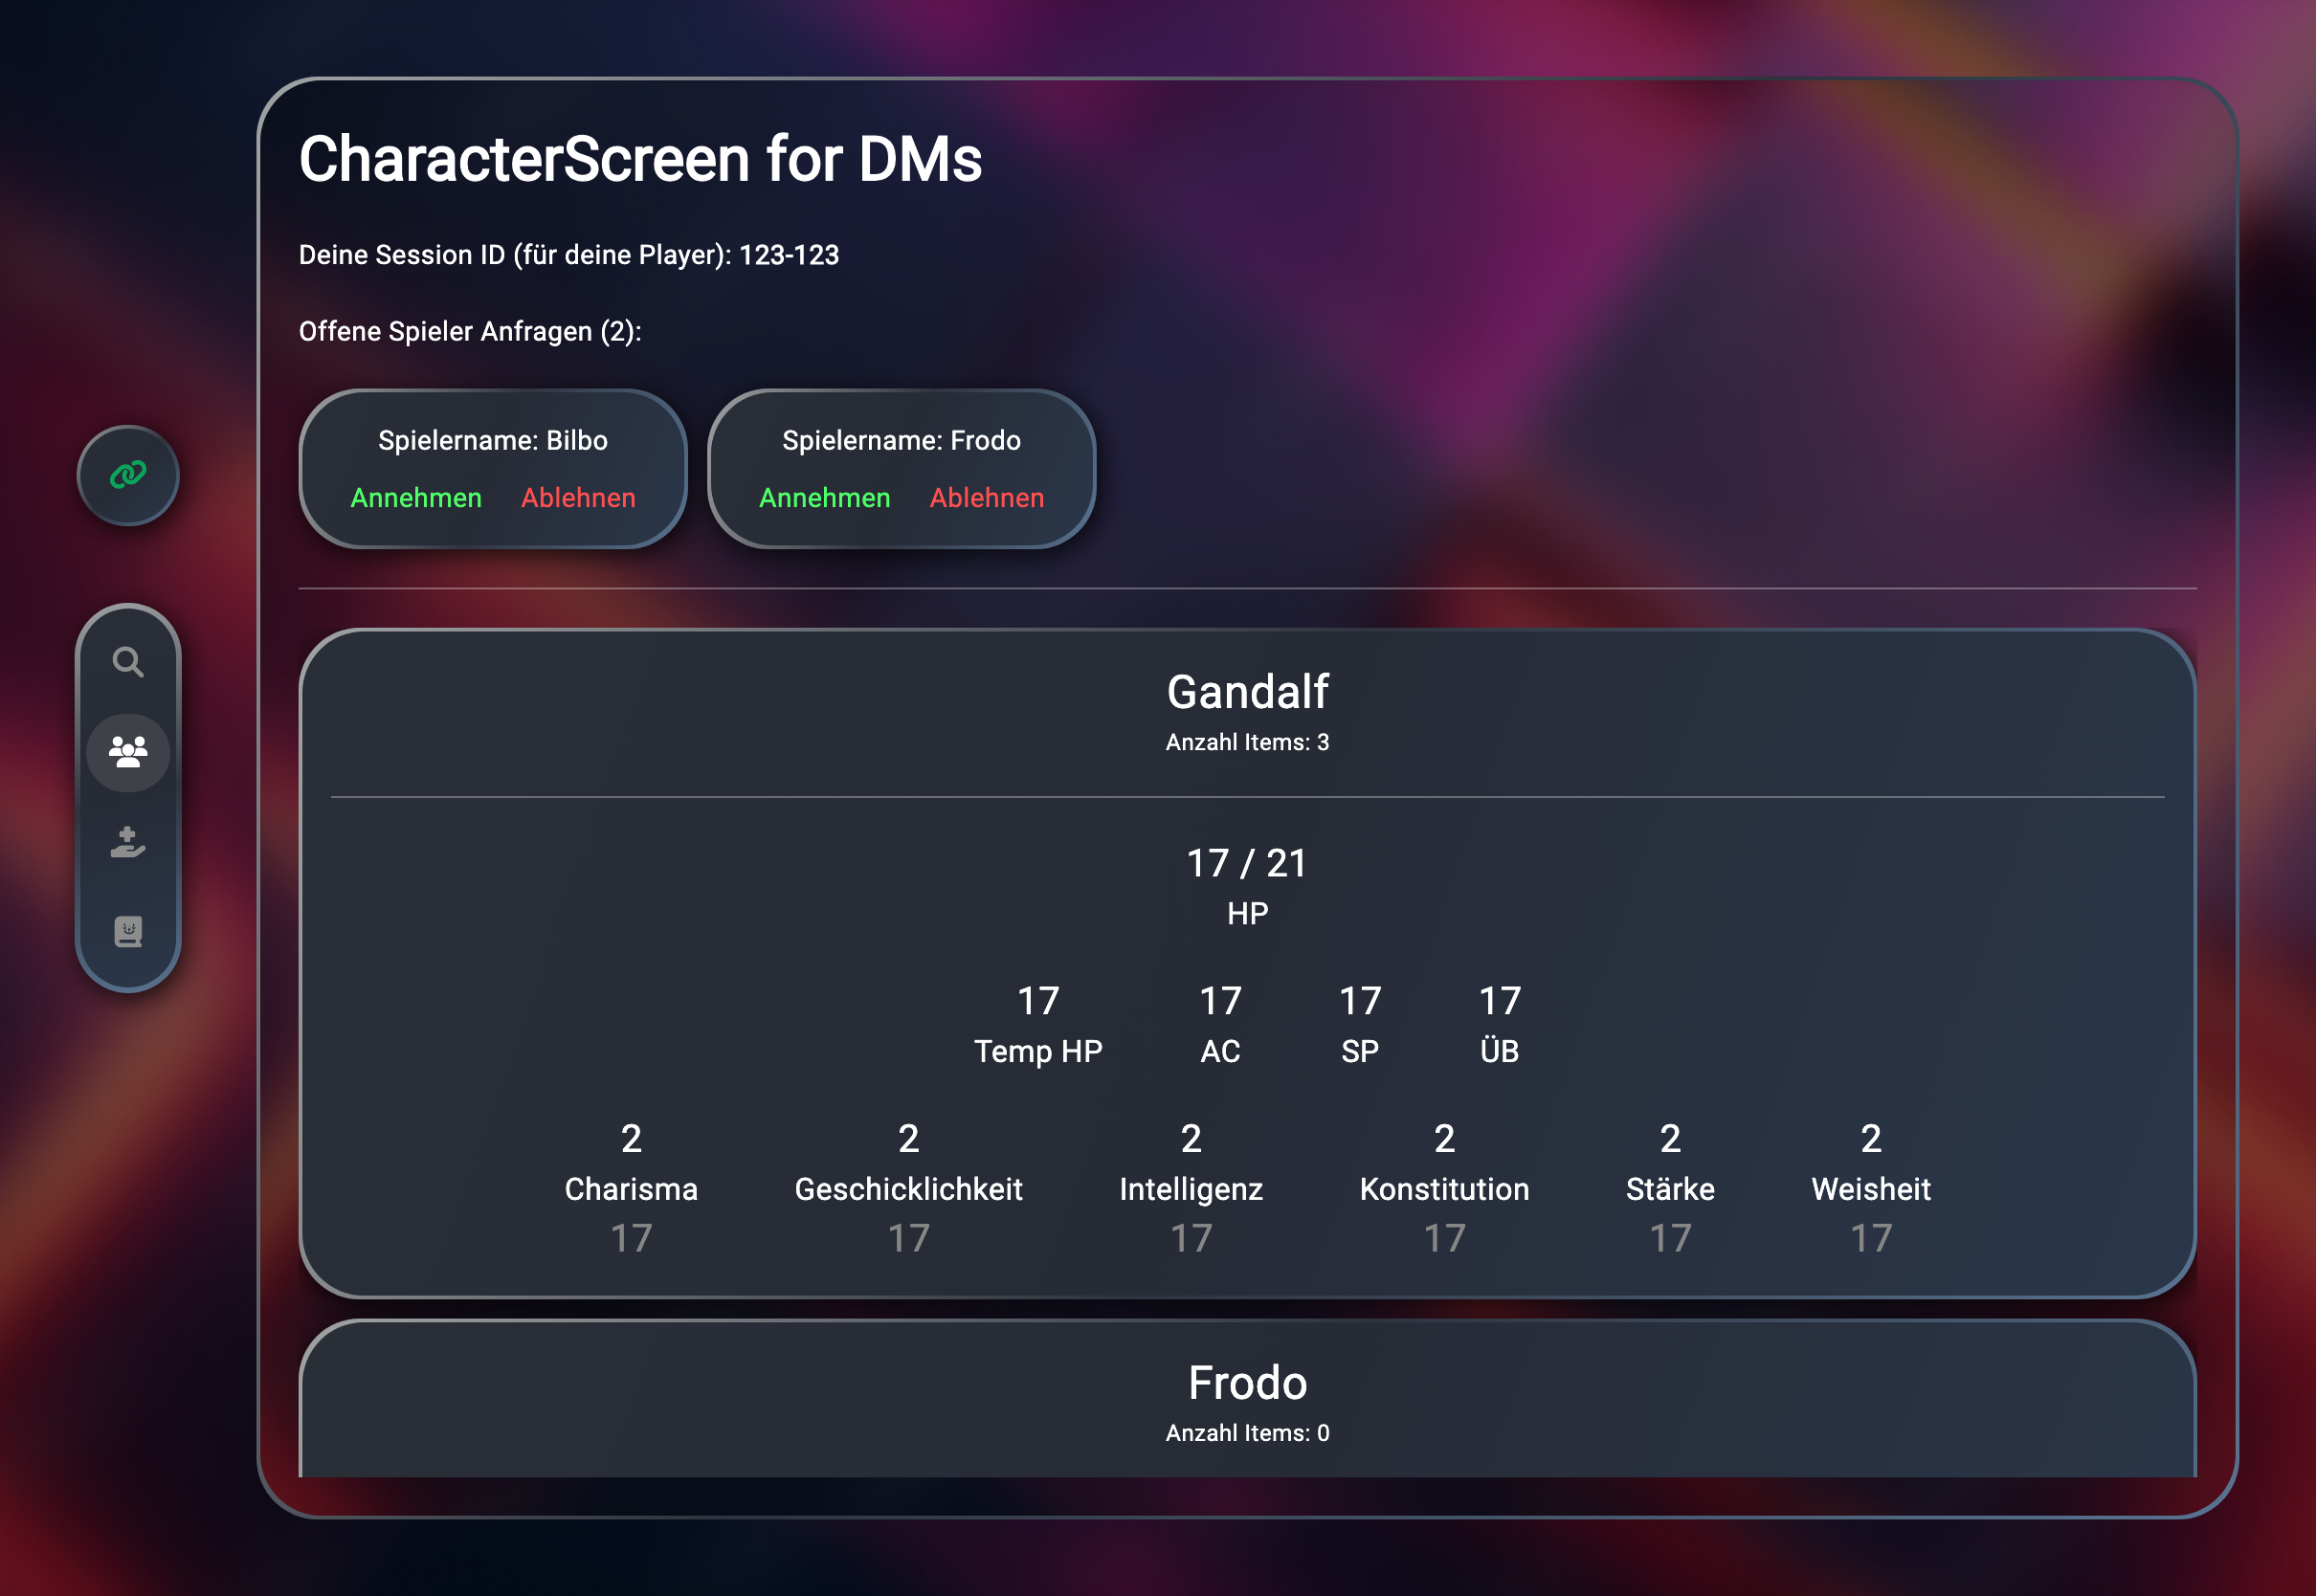 CharacterScreen for DMs
Deine Session ID (für deine Player): 123-123
Offene Spieler Anfragen (2):
Spielername: Bilbo
Annehmen Ablehnen
Spielername: Frodo
Annehmen Ablehnen
Gandalf
Anzahl Items: 3
17 / 21
HP
17 17 17 17
Temp HP AC SP ÜB
2 2 2 2 2 2
Charisma Geschicklichkeit Intelligenz Konstitution Stärke Weisheit
17 17 17 17 17 17
Frodo
Anzahl Items: 0